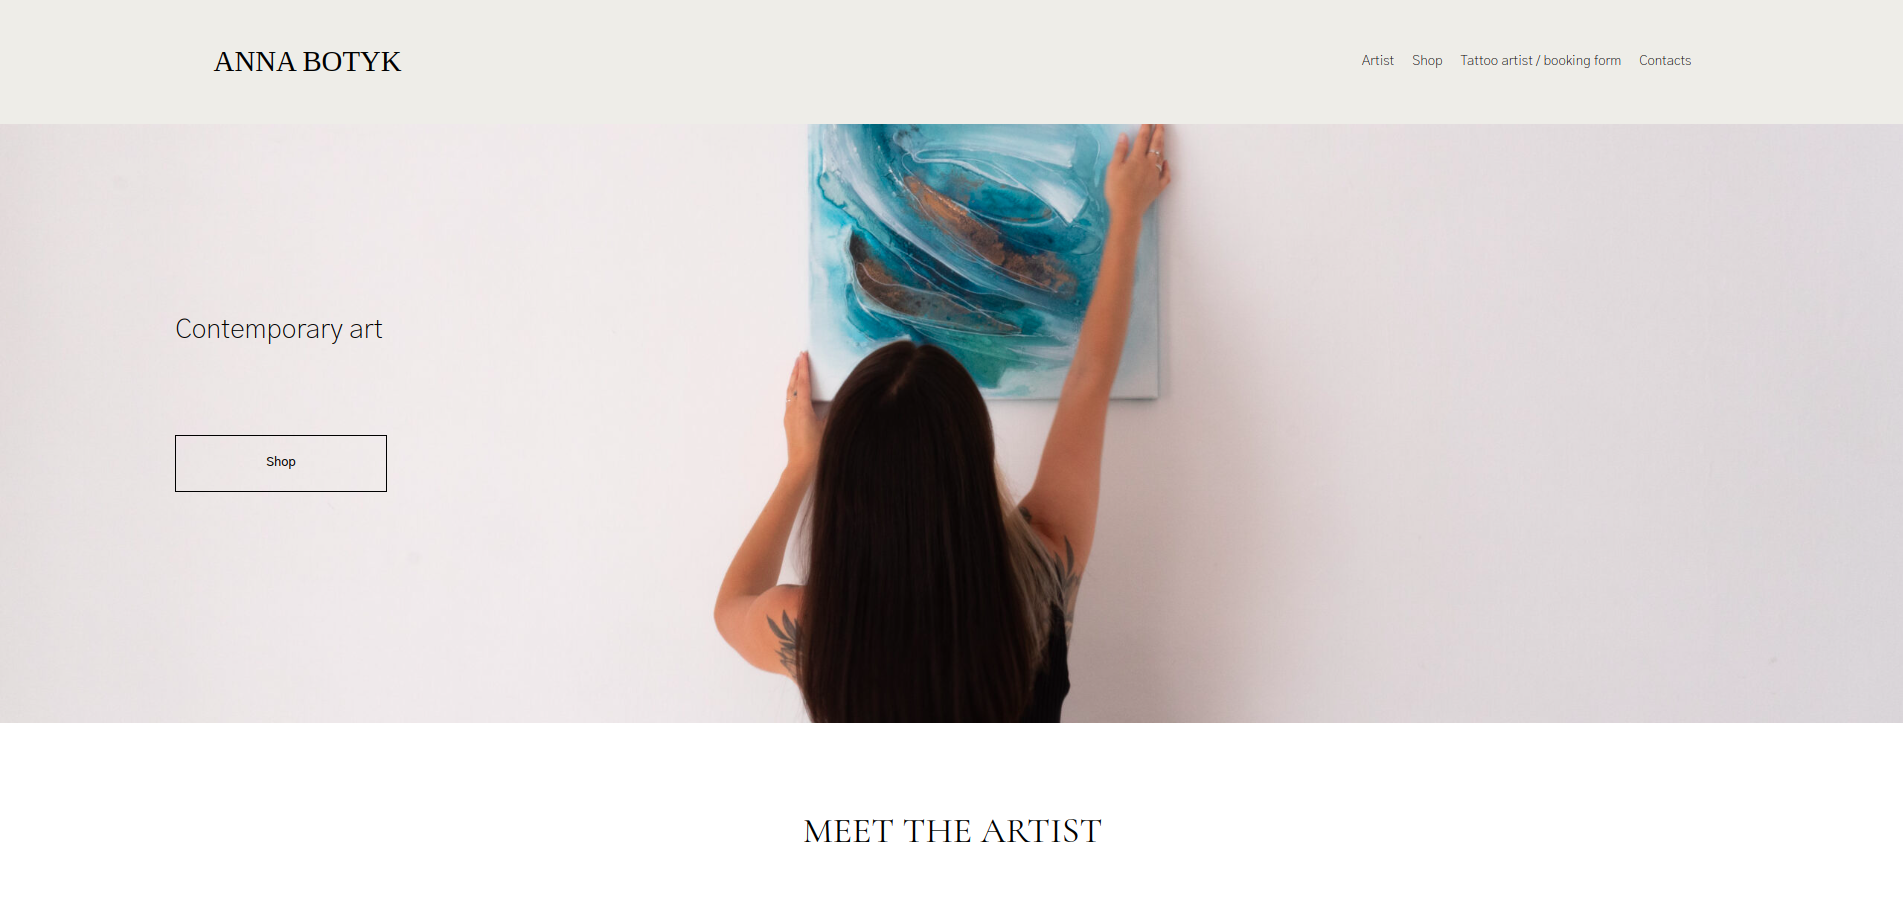 ANNA BOTYK
Artist Shop Tattoo artist / booking form Contacts
Contemporary art
Shop
MEET THE ARTIST